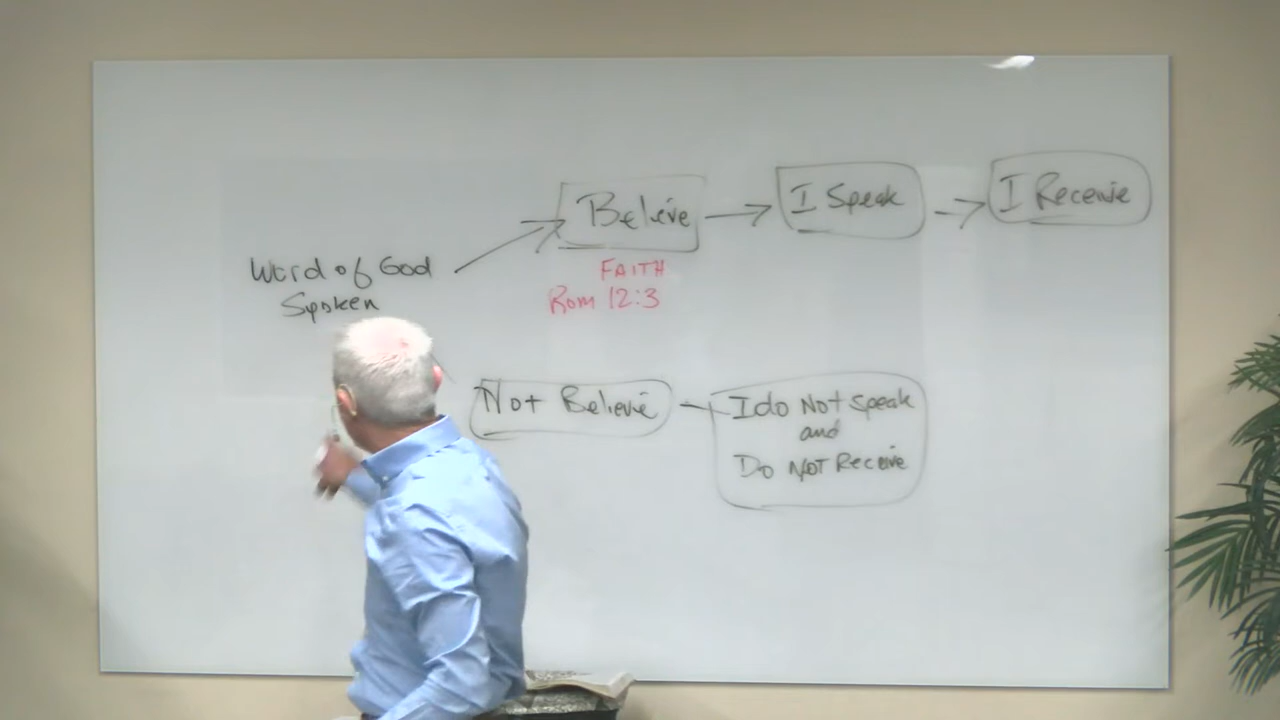 Word of God
Spoken
Believe
FAITH
Rom 12:3
I Speak
I Receive
Not Believe
I do Not Speak
and
Do NOT Receive